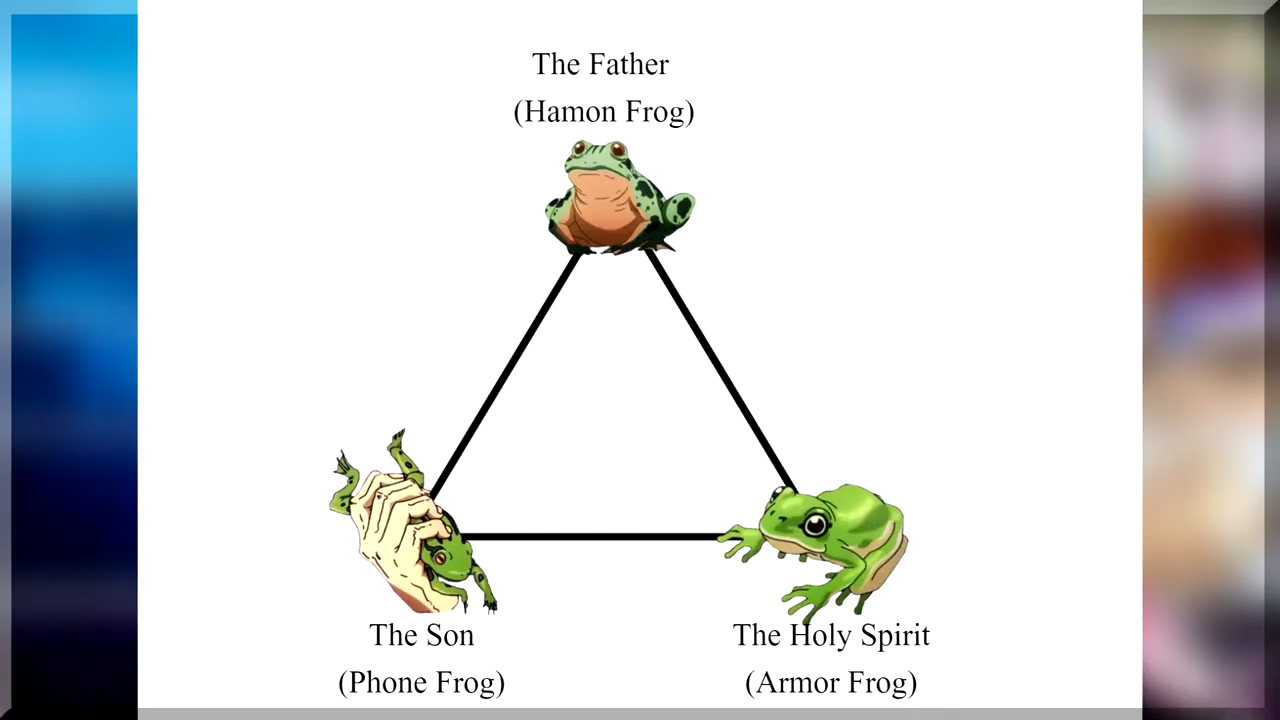 The Father
(Hamon Frog)
The Son
(Phone Frog)
The Holy Spirit
(Armor Frog)